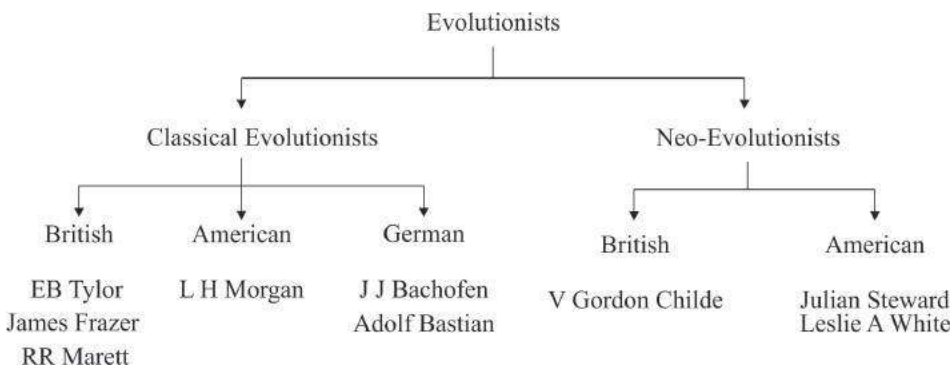 Evolutionists
Classical Evolutionists
Neo-Evolutionists
British
American
German
EB Tylor
James Frazer
RR Marett
L H Morgan
J J Bachofen
Adolf Bastian
British
American
V Gordon Childe
Julian Steward
Leslie A White